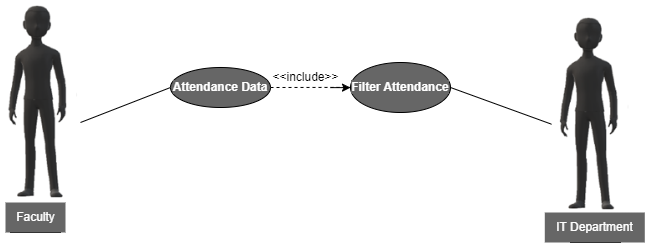 <<include>>
Attendance Data
Filter Attendance
Faculty
IT Department